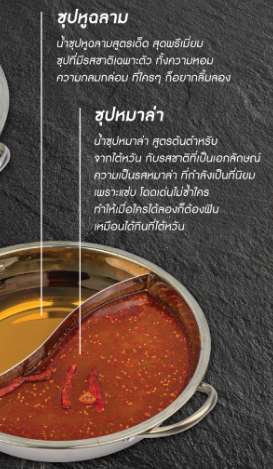 ซุปหูฉลาม
น้ำซุปหูฉลามสูตรเด็ด สุดพรีเมี่ยม
ซุปที่มีรสชาติเฉพาะตัว ทั้งความหอม
ความกลมกล่อม ที่ใครๆ ก็อยากลิ้มลอง
ซุปหมาล่า
น้ำซุปหมาล่า สูตรต้นตำหรับ
จากไต้หวัน กับรสชาติที่เป็นเอกลักษณ์
ความเป็นรสหมาล่า ที่กำลังเป็นที่นิยม
เพราะแซ่บ โดดเด่นไม่ซ้ำใคร
ทำให้เมื่อใครได้ลองก็ต้องฟิน
เหมือนได้กินที่ไต้หวัน